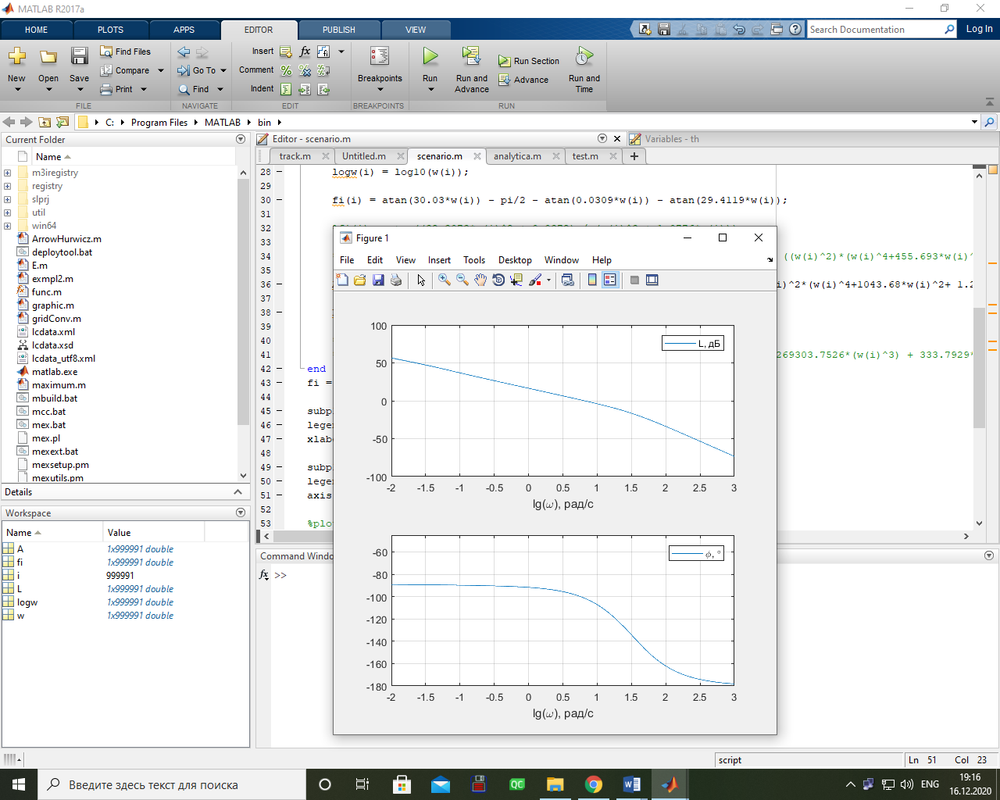 MATLAB R2017a
HOME PLOTS APPS EDITOR PUBLISH VIEW
Search Documentation
Log In
New
Open
Save
Find Files
Compare
Print
Go To
Find
Insert
Comment
Indent
Breakpoints
Run
Run and Advance
Run Section
Advance
Run and Time
FILE NAVIGATE EDIT BREAKPOINTS RUN
C: Program Files MATLAB bin
Current Folder
Name
m3iregistry
registry
slprj
util
win64
ArrowHurwicz.m
deploytool.bat
E.m
exmpl2.m
func.m
graphic.m
gridConv.m
lcdata.xml
lcdata.xsd
lcdata_utf8.xml
matlab.exe
maximum.m
mbuild.bat
mcc.bat
mex.bat
mex.pl
mexext.bat
mexsetup.pm
mexutils.pm
Details
Workspace
Name Value
A 1x999991 double
fi 1x999991 double
i 999991
L 1x999991 double
logw 1x999991 double
w 1x999991 double
Editor - scenario.m
Variables - th
track.m Untitled.m scenario.m analytica.m test.m
28 logw(i) = log10(w(i));
29
30 fi(i) = atan(30.03*w(i)) - pi/2 - atan(0.0309*w(i)) - atan(29.4119*w(i));
31
32
33
34 ((w(i)^2)*(w(i)^4+455.693*w(i)^
35
36 i)^2*(w(i)^4+1043.68*w(i)^2+ 1.2
37
38
39
40
41 269303.7526*(w(i)^3) + 333.7929*
42 end
43 fi =
44
45 subp
46 lege
47 xlabe
48
49 subp
50 lege
51 axis
52
53 %plo
Figure 1
File Edit View Insert Tools Desktop Window Help
100
50
0
-50
-100
L, дБ
-2 -1.5 -1 -0.5 0 0.5 1 1.5 2 2.5 3
lg(ω), рад/с
-60
-80
-100
-120
-140
-160
-180
ϕ, °
-2 -1.5 -1 -0.5 0 0.5 1 1.5 2 2.5 3
lg(ω), рад/с
Command Windo
fx >>
script
Ln 51 Col 23
Введите здесь текст для поиска
QC
ENG
19:16
16.12.2020